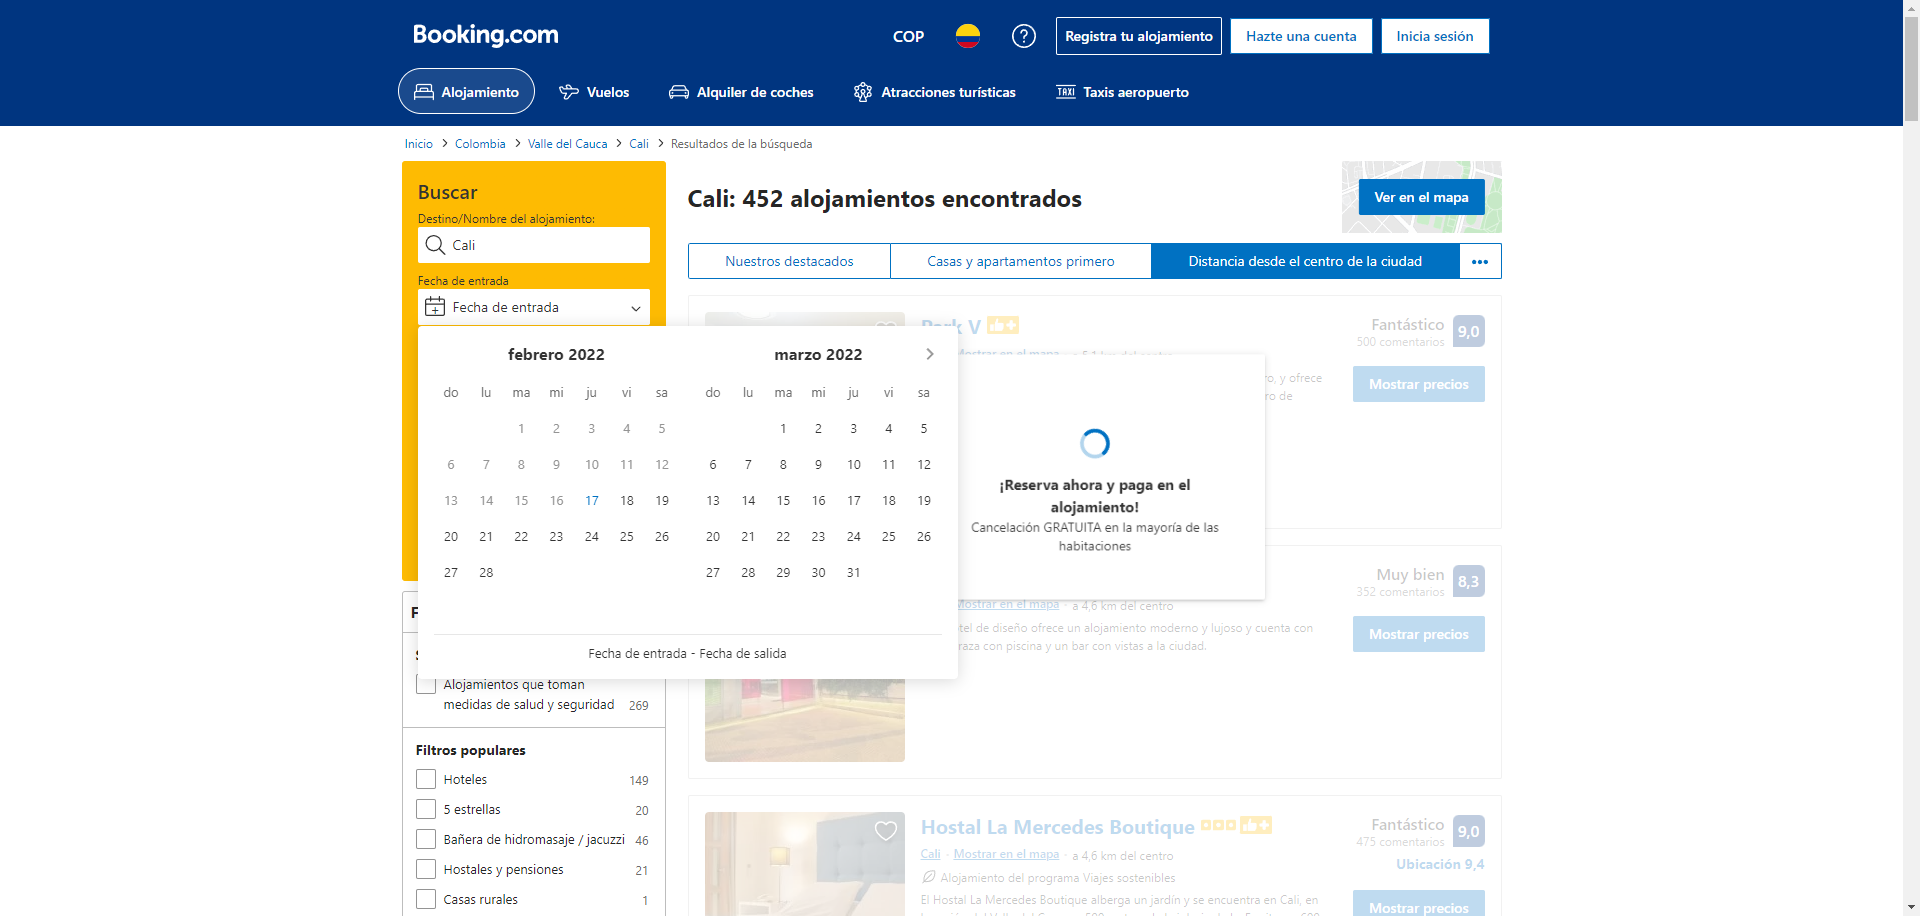 Booking.com
COP
Registra tu alojamiento
Hazte una cuenta
Inicia sesión
Alojamiento
Vuelos
Alquiler de coches
Atracciones turísticas
TAXI
Taxis aeropuerto
Inicio > Colombia > Valle del Cauca > Cali > Resultados de la búsqueda
Buscar
Destino/Nombre del alojamiento:
Cali
Fecha de entrada
Fecha de entrada
febrero 2022
do lu ma mi ju vi sa
1 2 3 4 5
6 7 8 9 10 11 12
13 14 15 16 17 18 19
20 21 22 23 24 25 26
27 28
marzo 2022
do lu ma mi ju vi sa
1 2 3 4 5
6 7 8 9 10 11 12
13 14 15 16 17 18 19
20 21 22 23 24 25 26
27 28 29 30 31
Fecha de entrada - Fecha de salida
Alojamientos que toman
medidas de salud y seguridad 269
Filtros populares
Hoteles 149
5 estrellas 20
Bañera de hidromasaje / jacuzzi 46
Hostales y pensiones 21
Casas rurales 1
Cali: 452 alojamientos encontrados
Ver en el mapa
Nuestros destacados
Casas y apartamentos primero
Distancia desde el centro de la ciudad
Park V
Mostrar en el mapa · a 5,1 km del centro
y ofrece
de
Fantástico 9,0
500 comentarios
Mostrar precios
¡Reserva ahora y paga en el
alojamiento!
Cancelación GRATUITA en la mayoría de las
habitaciones
Mostrar en el mapa · a 4,6 km del centro
de diseño ofrece un alojamiento moderno y lujoso y cuenta con
con piscina y un bar con vistas a la ciudad.
Muy bien 8,3
352 comentarios
Mostrar precios
Hostal La Mercedes Boutique
Cali · Mostrar en el mapa · a 4,6 km del centro
Alojamiento del programa Viajes sostenibles
El Hostal La Mercedes Boutique alberga un jardín y se encuentra en Cali, en
Fantástico 9,0
475 comentarios
Ubicación 9,4
Mostrar precios